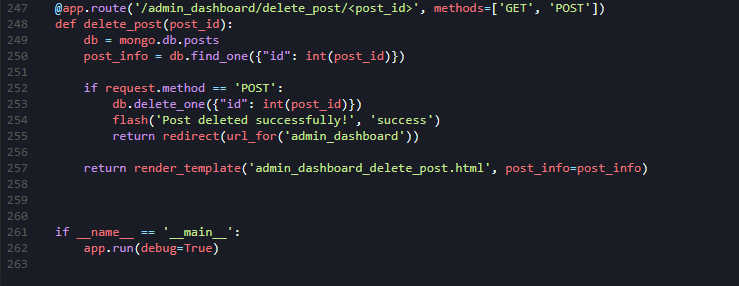 247 @app.route('/admin_dashboard/delete_post/<post_id>', methods=['GET', 'POST'])
248 def delete_post(post_id):
249     db = mongo.db.posts
250     post_info = db.find_one({"id": int(post_id)})
251
252     if request.method == 'POST':
253         db.delete_one({"id": int(post_id)})
254         flash('Post deleted successfully!', 'success')
255         return redirect(url_for('admin_dashboard'))
256
257     return render_template('admin_dashboard_delete_post.html', post_info=post_info)
258
259
260
261 if __name__ == '__main__':
262     app.run(debug=True)
263